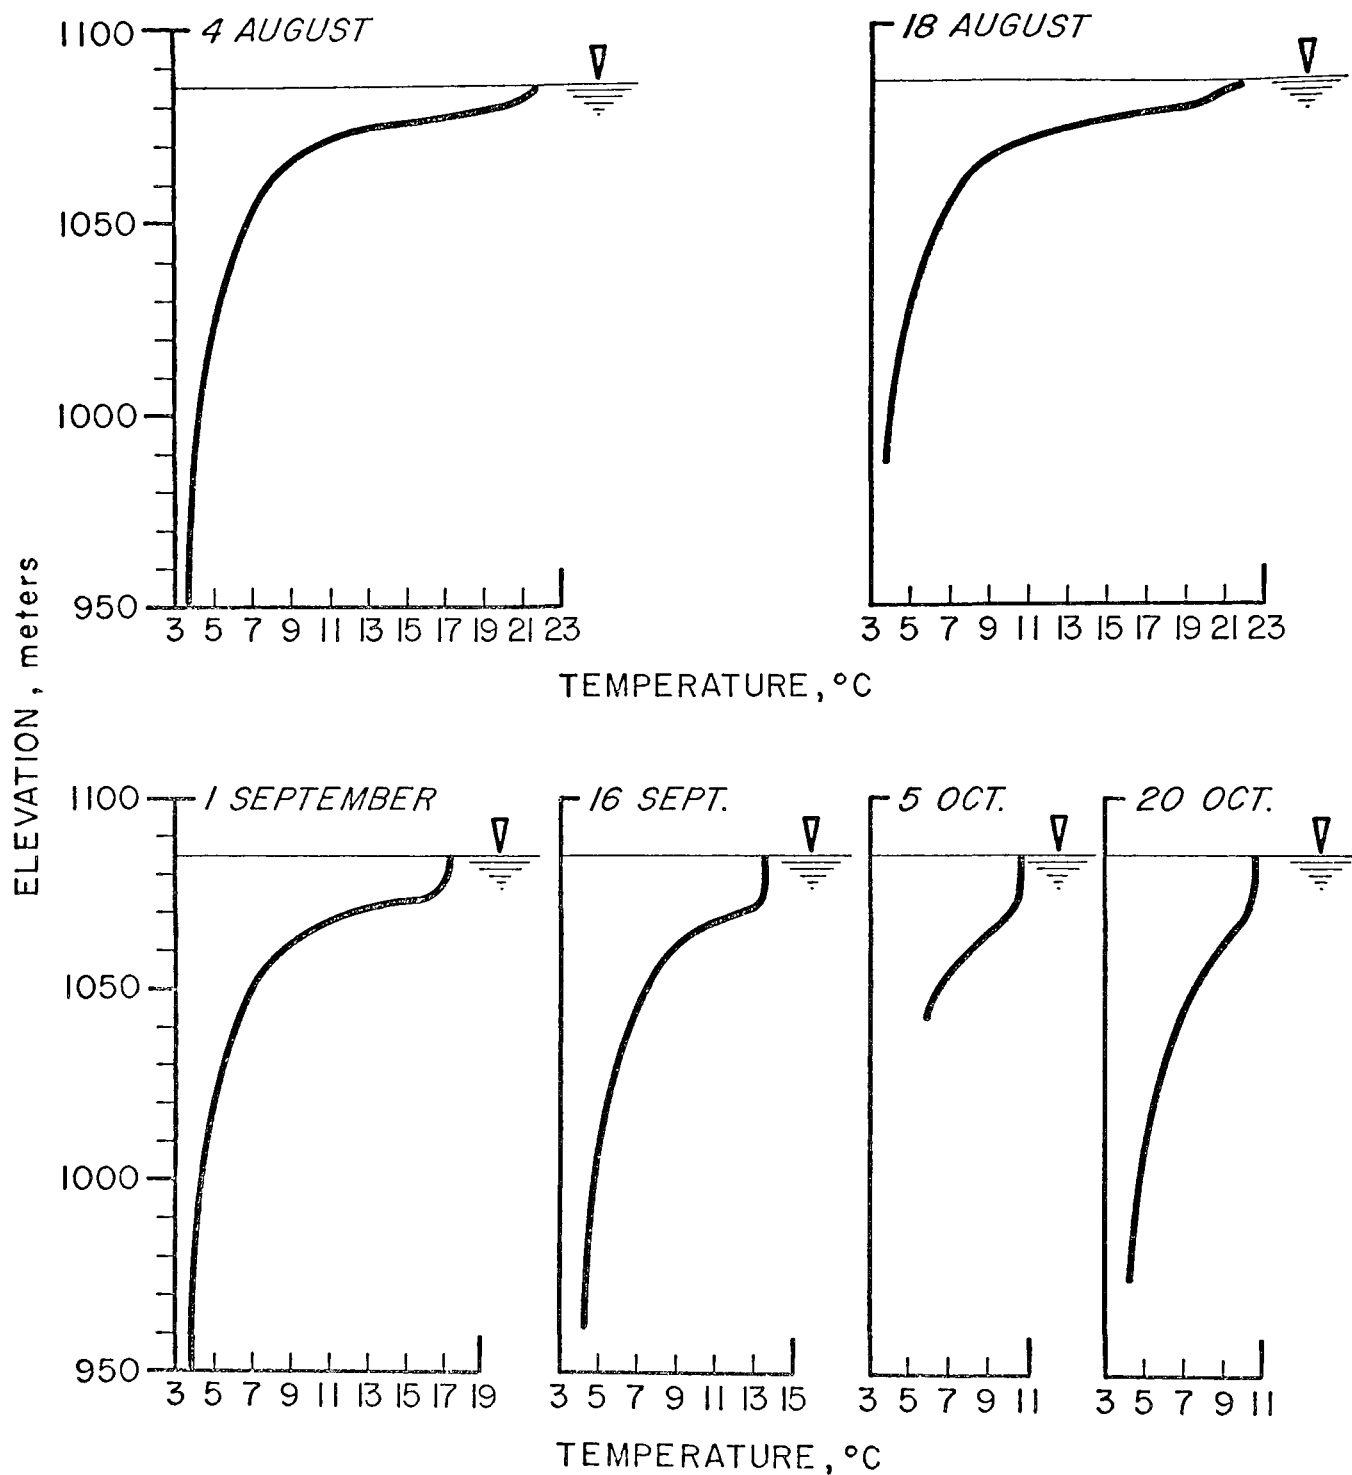 4 AUGUST
18 AUGUST
1100
1050
1000
950
3 5 7 9 11 13 15 17 19 21 23
3 5 7 9 11 13 15 17 19 21 23
TEMPERATURE, °C
ELEVATION, meters
1 SEPTEMBER
16 SEPT.
5 OCT.
20 OCT.
1100
1050
1000
950
3 5 7 9 11 13 15 17 19
3 5 7 9 11 13 15
3 5 7 9 11
3 5 7 9 11
TEMPERATURE, °C